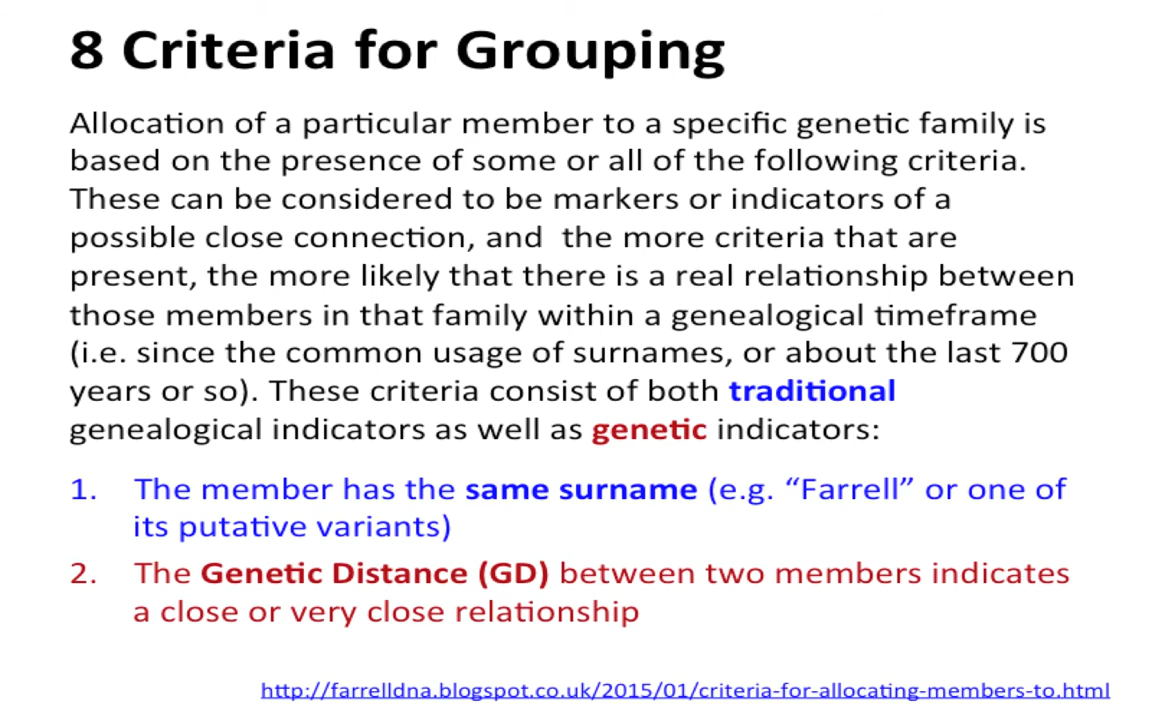 8 Criteria for Grouping
Allocation of a particular member to a specific genetic family is
based on the presence of some or all of the following criteria.
These can be considered to be markers or indicators of a
possible close connection, and  the more criteria that are
present, the more likely that there is a real relationship between
those members in that family within a genealogical timeframe
(i.e. since the common usage of surnames, or about the last 700
years or so). These criteria consist of both traditional
genealogical indicators as well as genetic indicators:
1. The member has the same surname (e.g. “Farrell” or one of
its putative variants)
2. The Genetic Distance (GD) between two members indicates
a close or very close relationship
http://farrelldna.blogspot.co.uk/2015/01/criteria-for-allocating-members-to.html